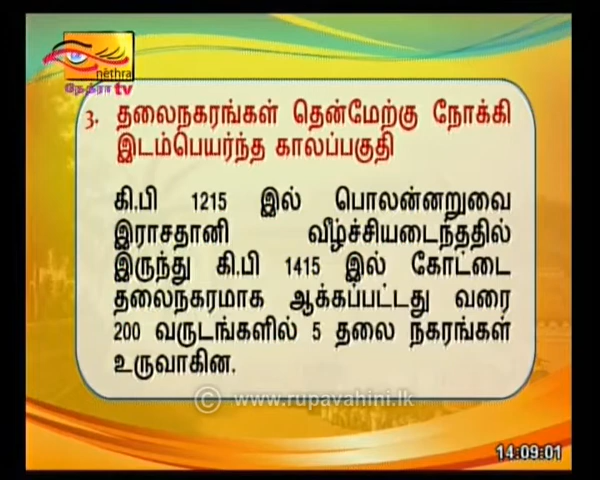 nëthra
நேத்ரா tv
3. தலைநகரங்கள் தென்மேற்கு நோக்கி
இடம்பெயர்ந்த காலப்பகுதி
கி.பி 1215 இல் பொலன்னறுவை
இராசதானி வீழ்ச்சியடைந்ததில்
இருந்து கி.பி 1415 இல் கோட்டை
தலைநகரமாக ஆக்கப்பட்டது வரை
200 வருடங்களில் 5 தலை நகரங்கள்
உருவாகின.
© www.rupavahini.lk
14:09:01